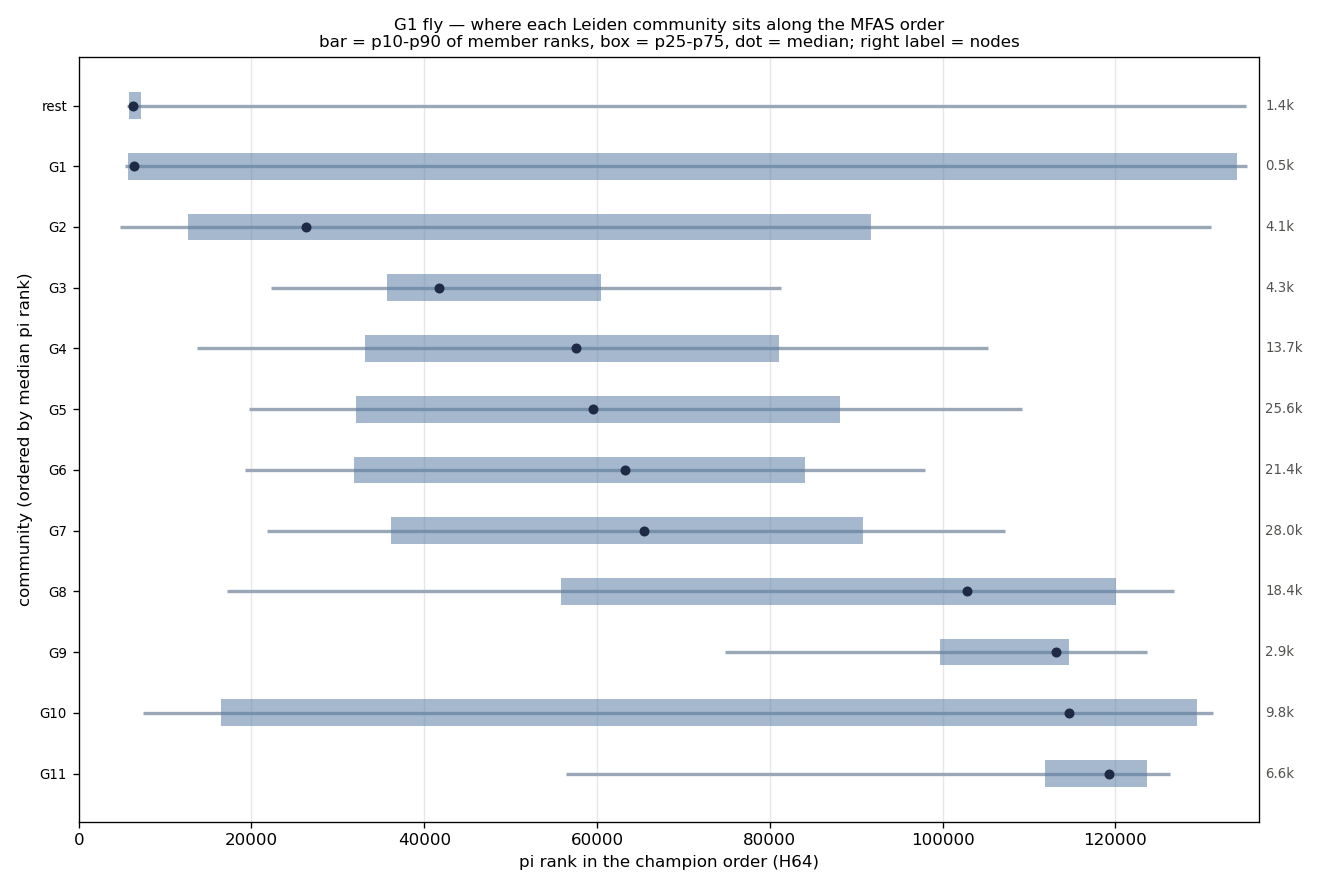 G1 fly — where each Leiden community sits along the MFAS order
bar = p10-p90 of member ranks, box = p25-p75, dot = median; right label = nodes
community (ordered by median pi rank)
rest 1.4k
G1 0.5k
G2 4.1k
G3 4.3k
G4 13.7k
G5 25.6k
G6 21.4k
G7 28.0k
G8 18.4k
G9 2.9k
G10 9.8k
G11 6.6k
0 20000 40000 60000 80000 100000 120000
pi rank in the champion order (H64)